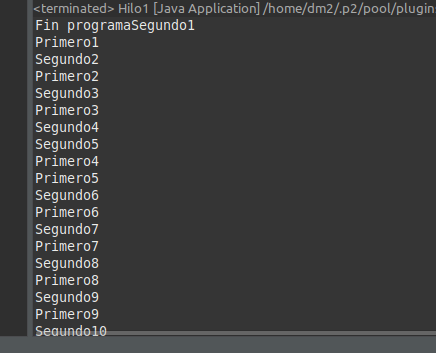 <terminated> Hilo1 [Java Application] /home/dm2/.p2/pool/plugin
Fin programaSegundo1
Primero1
Segundo2
Primero2
Segundo3
Primero3
Segundo4
Segundo5
Primero4
Primero5
Segundo6
Primero6
Segundo7
Primero7
Segundo8
Primero8
Segundo9
Primero9
Segundo10